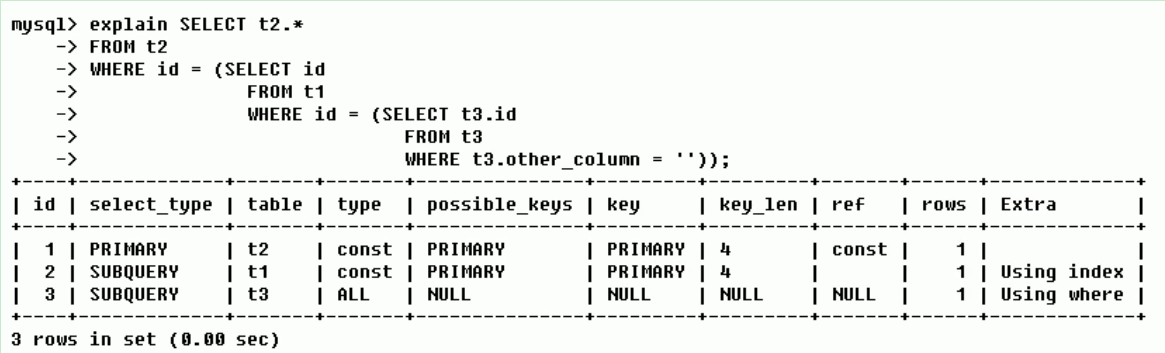 mysql> explain SELECT t2.*
    -> FROM t2
    -> WHERE id = (SELECT id
    ->               FROM t1
    ->               WHERE id = (SELECT t3.id
    ->                             FROM t3
    ->                             WHERE t3.other_column = ''));
+----+-------------+-------+-------+---------------+---------+---------+-------+------+-------------+
| id | select_type | table | type  | possible_keys | key     | key_len | ref   | rows | Extra       |
+----+-------------+-------+-------+---------------+---------+---------+-------+------+-------------+
|  1 | PRIMARY     | t2    | const | PRIMARY       | PRIMARY | 4       | const |    1 |             |
|  2 | SUBQUERY    | t1    | const | PRIMARY       | PRIMARY | 4       |       |    1 | Using index |
|  3 | SUBQUERY    | t3    | ALL   | NULL          | NULL    | NULL    | NULL  |    1 | Using where |
+----+-------------+-------+-------+---------------+---------+---------+-------+------+-------------+
3 rows in set (0.00 sec)